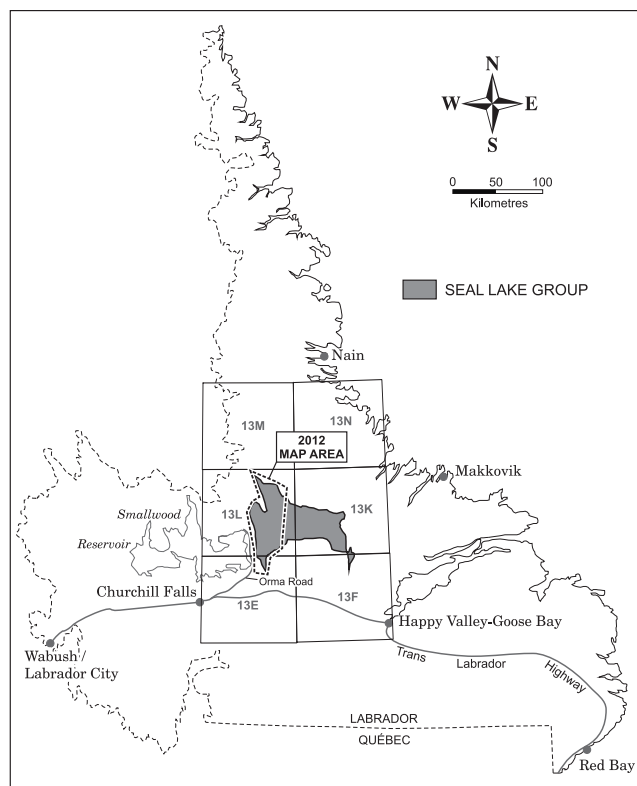 N
W E
S
0 50 100
Kilometres
SEAL LAKE GROUP
Nain
13M
13N
2012
MAP AREA
Makkovik
Smallwood
Reservoir
13L
13K
Orma Road
Churchill Falls
13E
13F
Happy Valley-Goose Bay
Wabush /
Labrador City
Trans Labrador Highway
LABRADOR
QUÉBEC
Red Bay